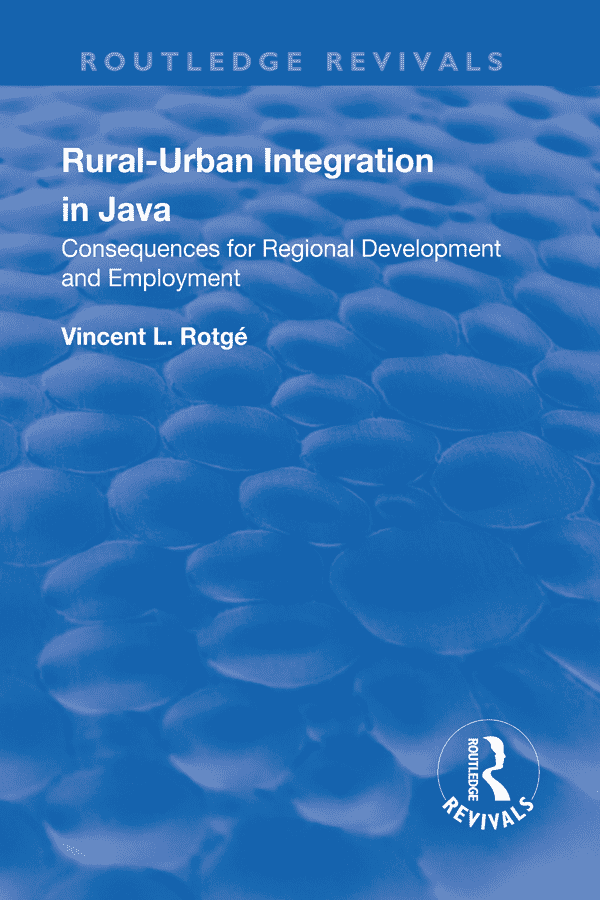 ROUTLEDGE REVIVALS
Rural-Urban Integration
in Java
Consequences for Regional Development
and Employment
Vincent L. Rotgé
ROUTLEDGE
REVIVALS